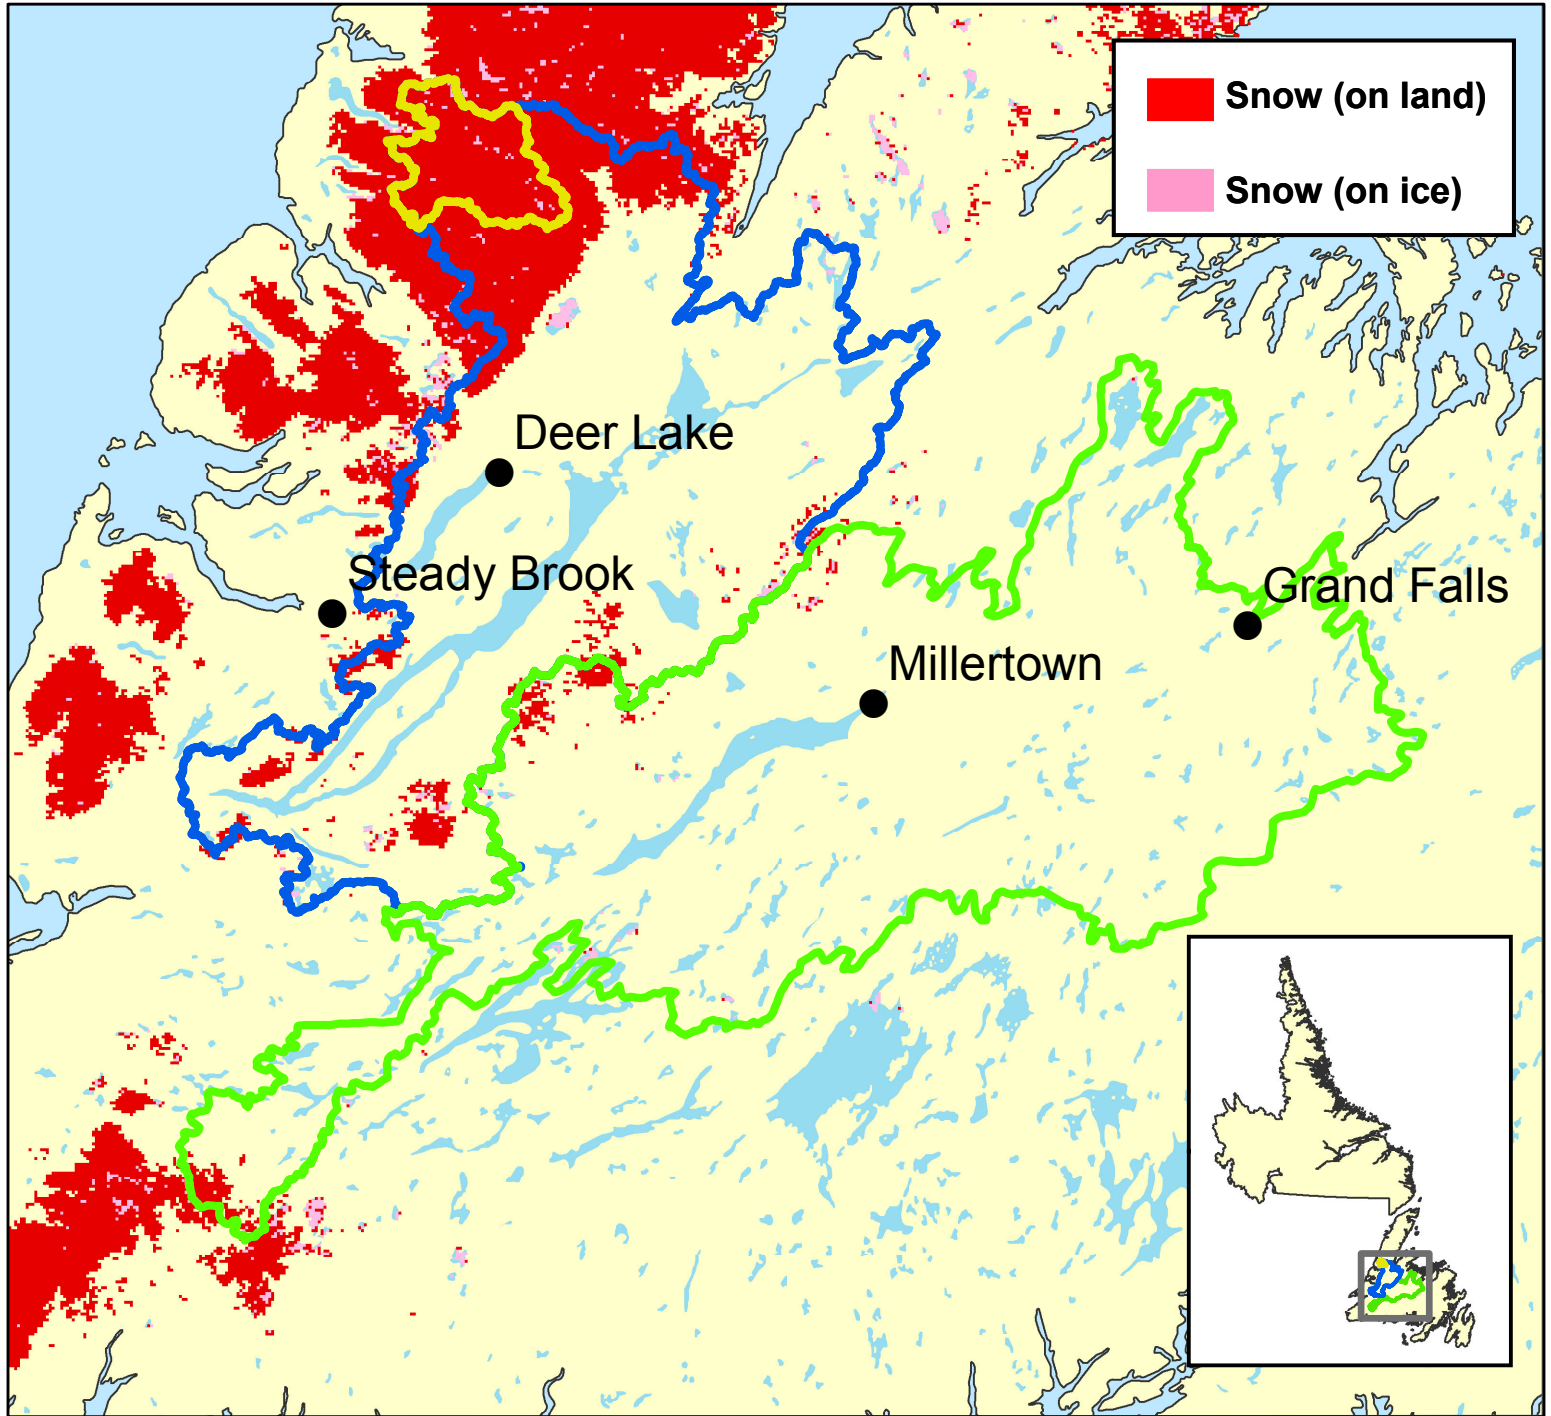 Snow (on land)
Snow (on ice)
Deer Lake
Steady Brook
Grand Falls
Millertown